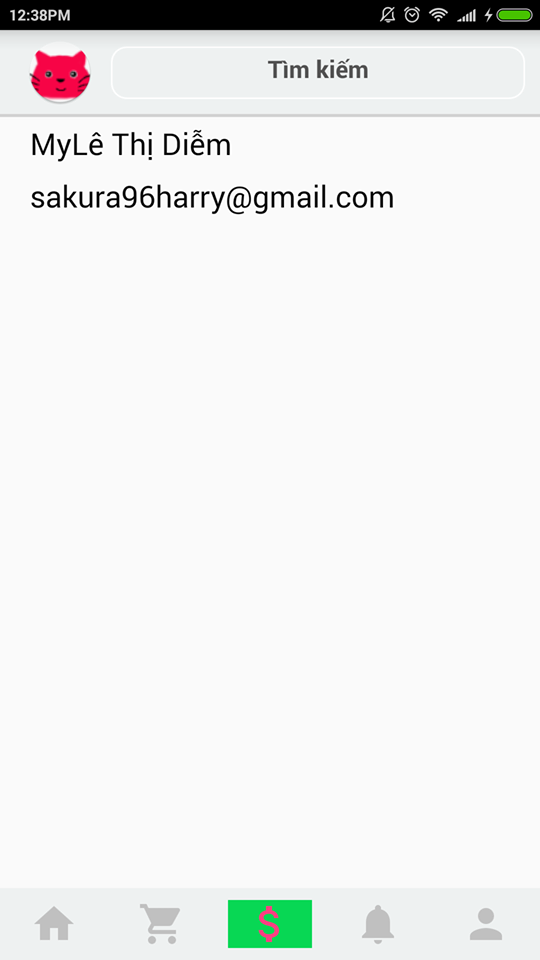 12:38PM
Tìm kiếm
MyLê Thị Diễm
sakura96harry@gmail.com
$